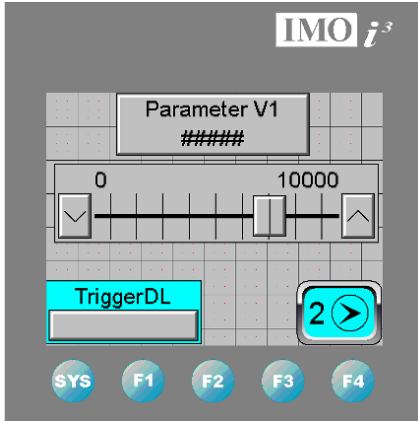 IMO i³
Parameter V1
#####
0 10000
TriggerDL
2
SYS F1 F2 F3 F4